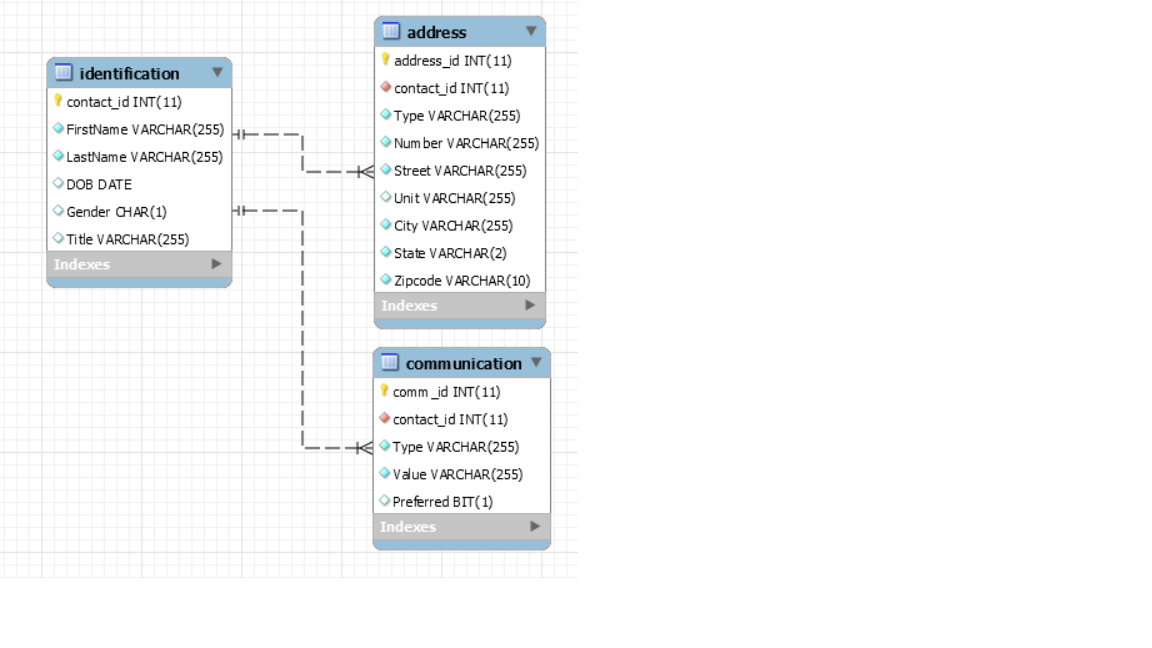 identification
contact_id INT(11)
FirstName VARCHAR(255)
LastName VARCHAR(255)
DOB DATE
Gender CHAR(1)
Title VARCHAR(255)
Indexes
address
address_id INT(11)
contact_id INT(11)
Type VARCHAR(255)
Number VARCHAR(255)
Street VARCHAR(255)
Unit VARCHAR(255)
City VARCHAR(255)
State VARCHAR(2)
Zipcode VARCHAR(10)
Indexes
communication
comm_id INT(11)
contact_id INT(11)
Type VARCHAR(255)
Value VARCHAR(255)
Preferred BIT(1)
Indexes